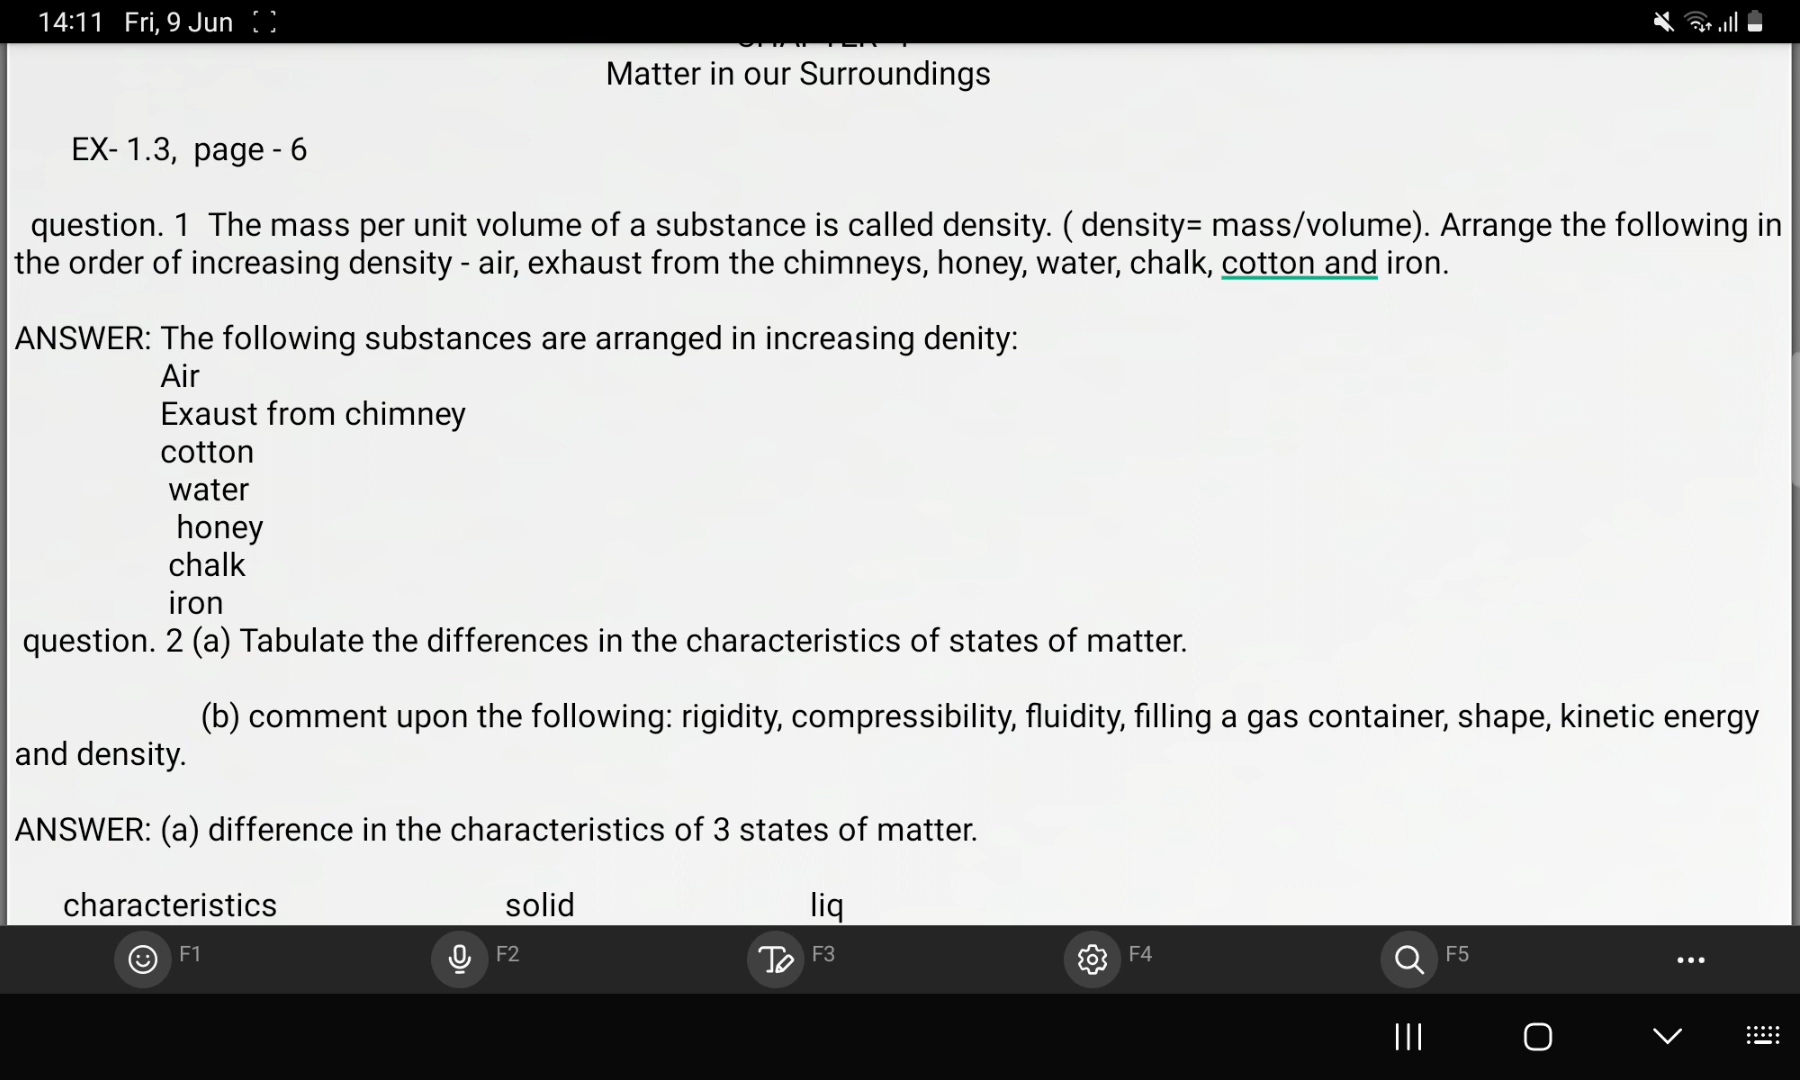 14:11 Fri, 9 Jun
Matter in our Surroundings
EX- 1.3, page - 6
question. 1 The mass per unit volume of a substance is called density. ( density= mass/volume). Arrange the following in
the order of increasing density - air, exhaust from the chimneys, honey, water, chalk, cotton and iron.
ANSWER: The following substances are arranged in increasing denity:
Air
Exaust from chimney
cotton
water
honey
chalk
iron
question. 2 (a) Tabulate the differences in the characteristics of states of matter.
(b) comment upon the following: rigidity, compressibility, fluidity, filling a gas container, shape, kinetic energy
and density.
ANSWER: (a) difference in the characteristics of 3 states of matter.
characteristics solid liq
F1 F2 F3 F4 F5